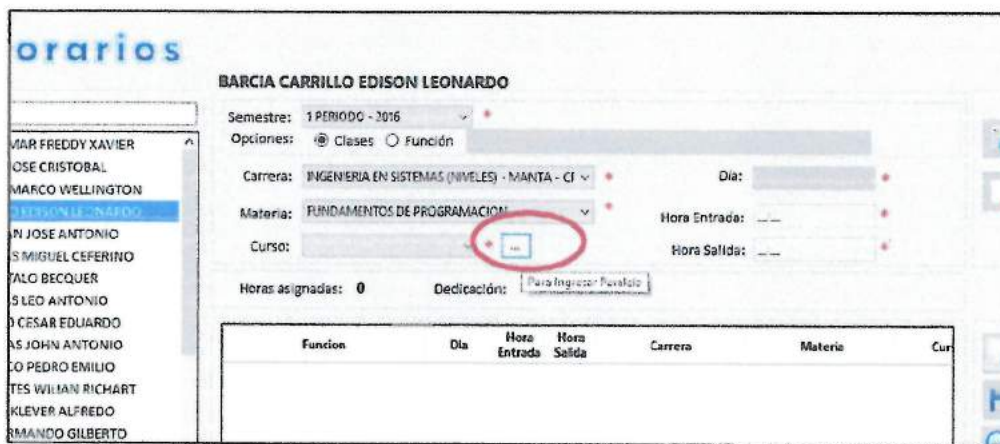 orarios
BARCIA CARRILLO EDISON LEONARDO
Semestre: 1 PERIODO - 2016 *
Opciones: Clases Función
Carrera: INGENIERIA EN SISTEMAS (NIVELES) - MANTA - CI * Día: *
Materia: FUNDAMENTOS DE PROGRAMACION * Hora Entrada: __:__ *
Curso: * ... Hora Salida: __:__ *
Para Ingresar Paralelo
Horas asignadas: 0 Dedicación:
MAR FREDDY XAVIER
OSE CRISTOBAL
MARCO WELLINGTON
O EDISON LEONARDO
N JOSE ANTONIO
S MIGUEL CEFERINO
TALO BECQUER
S LEO ANTONIO
O CESAR EDUARDO
AS JOHN ANTONIO
CO PEDRO EMILIO
TES WILIAN RICHART
KLEVER ALFREDO
RMANDO GILBERTO
Funcion Dia Hora Entrada Hora Salida Carrera Materia Cur